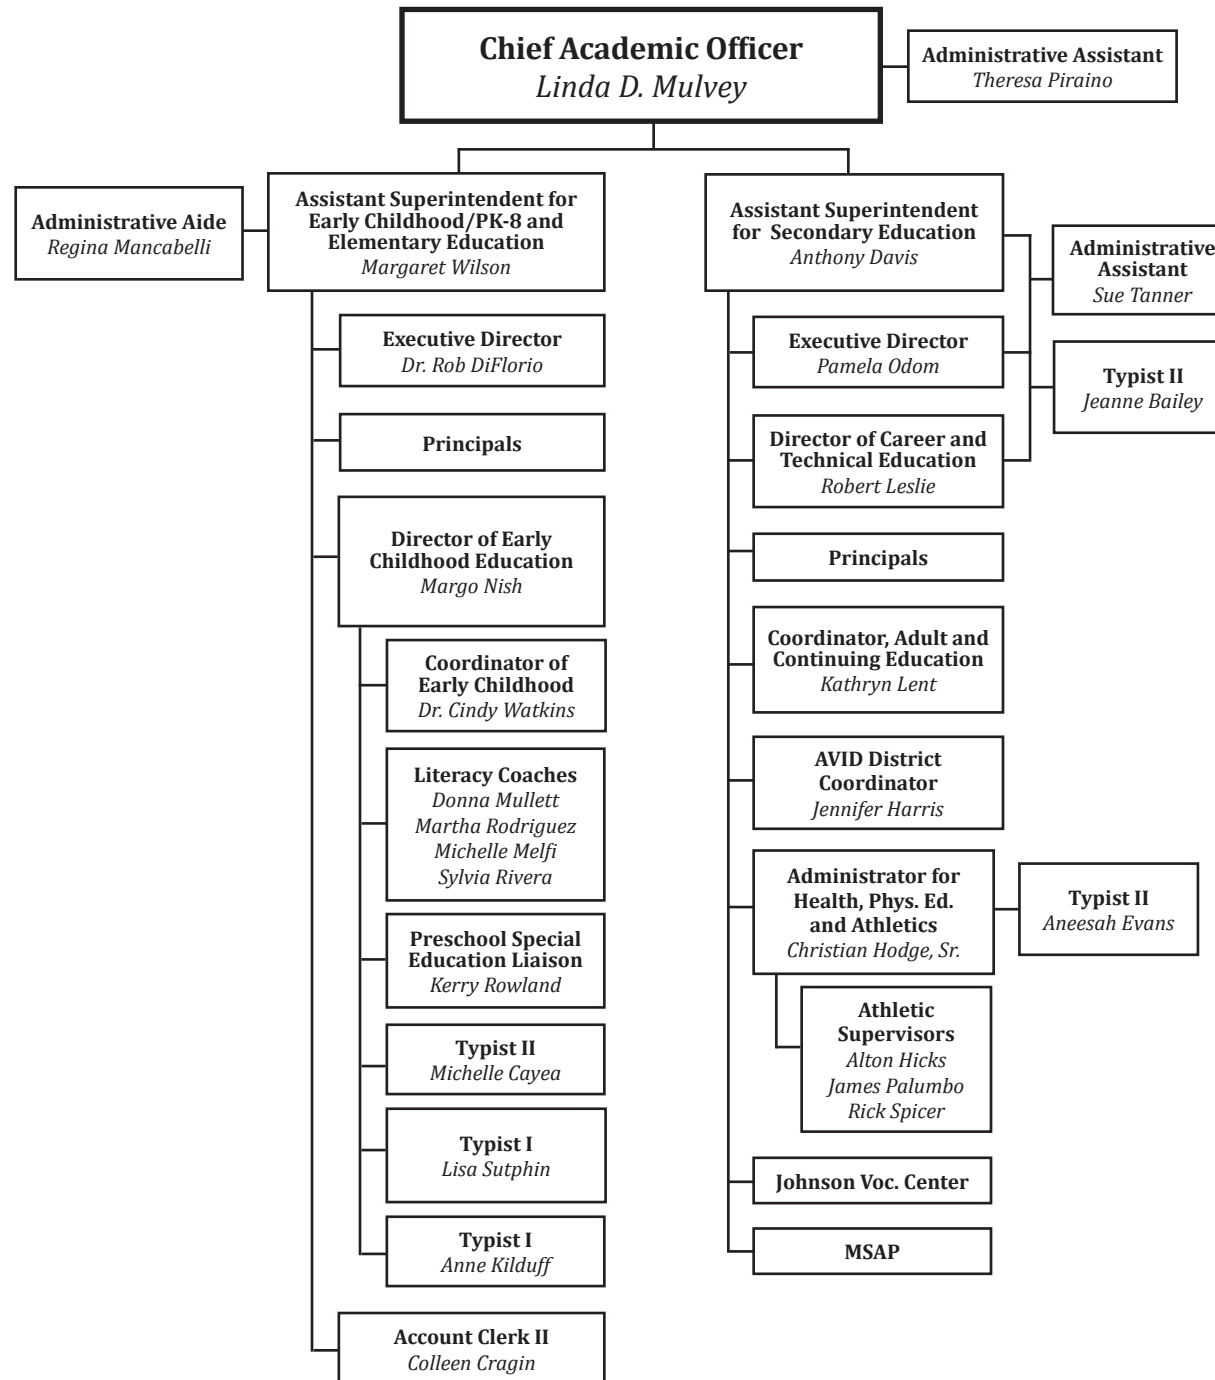 Chief Academic Officer
Linda D. Mulvey
Administrative Assistant
Theresa Piraino
Administrative Aide
Regina Mancabelli
Assistant Superintendent for
Early Childhood/PK-8 and
Elementary Education
Margaret Wilson
Executive Director
Dr. Rob DiFlorio
Principals
Director of Early
Childhood Education
Margo Nish
Coordinator of
Early Childhood
Dr. Cindy Watkins
Literacy Coaches
Donna Mullett
Martha Rodriguez
Michelle Melfi
Sylvia Rivera
Preschool Special
Education Liaison
Kerry Rowland
Typist II
Michelle Cayea
Typist I
Lisa Sutphin
Typist I
Anne Kilduff
Account Clerk II
Colleen Cragin
Assistant Superintendent
for Secondary Education
Anthony Davis
Administrative
Assistant
Sue Tanner
Executive Director
Pamela Odom
Typist II
Jeanne Bailey
Director of Career and
Technical Education
Robert Leslie
Principals
Coordinator, Adult and
Continuing Education
Kathryn Lent
AVID District
Coordinator
Jennifer Harris
Administrator for
Health, Phys. Ed.
and Athletics
Christian Hodge, Sr.
Typist II
Aneesah Evans
Athletic
Supervisors
Alton Hicks
James Palumbo
Rick Spicer
Johnson Voc. Center
MSAP